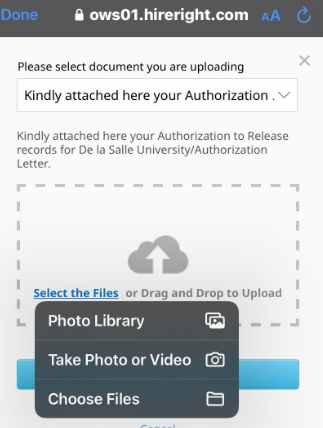 Done ows01.hireright.com AA
Please select document you are uploading
Kindly attached here your Authorization .
Kindly attached here your Authorization to Release
records for De la Salle University/Authorization
Letter.
Select the Files or Drag and Drop to Upload
Photo Library
Take Photo or Video
Choose Files
Cancel